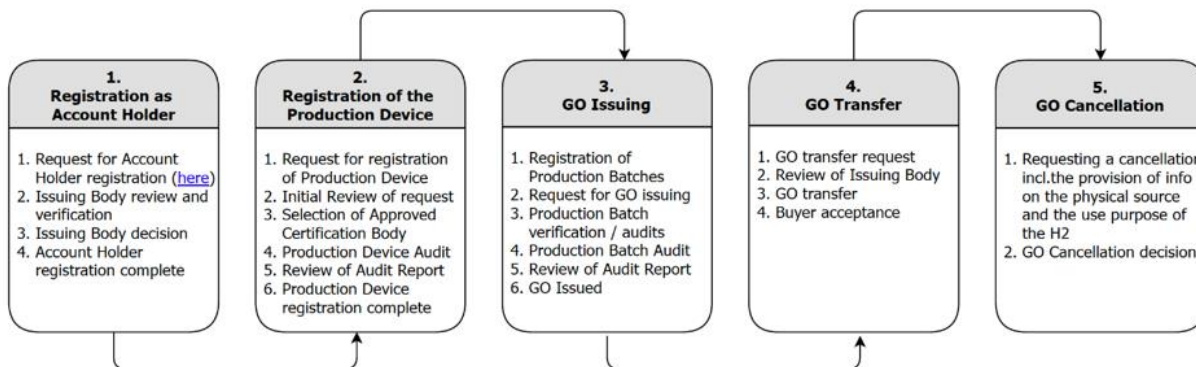 1.
Registration as
Account Holder
1. Request for Account
Holder registration (here)
2. Issuing Body review and
verification
3. Issuing Body decision
4. Account Holder
registration complete
2.
Registration of the
Production Device
1. Request for registration
of Production Device
2. Initial Review of request
3. Selection of Approved
Certification Body
4. Production Device Audit
5. Review of Audit Report
6. Production Device
registration complete
3.
GO Issuing
1. Registration of
Production Batches
2. Request for GO issuing
3. Production Batch
verification / audits
4. Production Batch Audit
5. Review of Audit Report
6. GO Issued
4.
GO Transfer
1. GO transfer request
2. Review of Issuing Body
3. GO transfer
4. Buyer acceptance
5.
GO Cancellation
1. Requesting a cancellation
incl.the provision of info
on the physical source
and the use purpose of
the H2
2. GO Cancellation decision